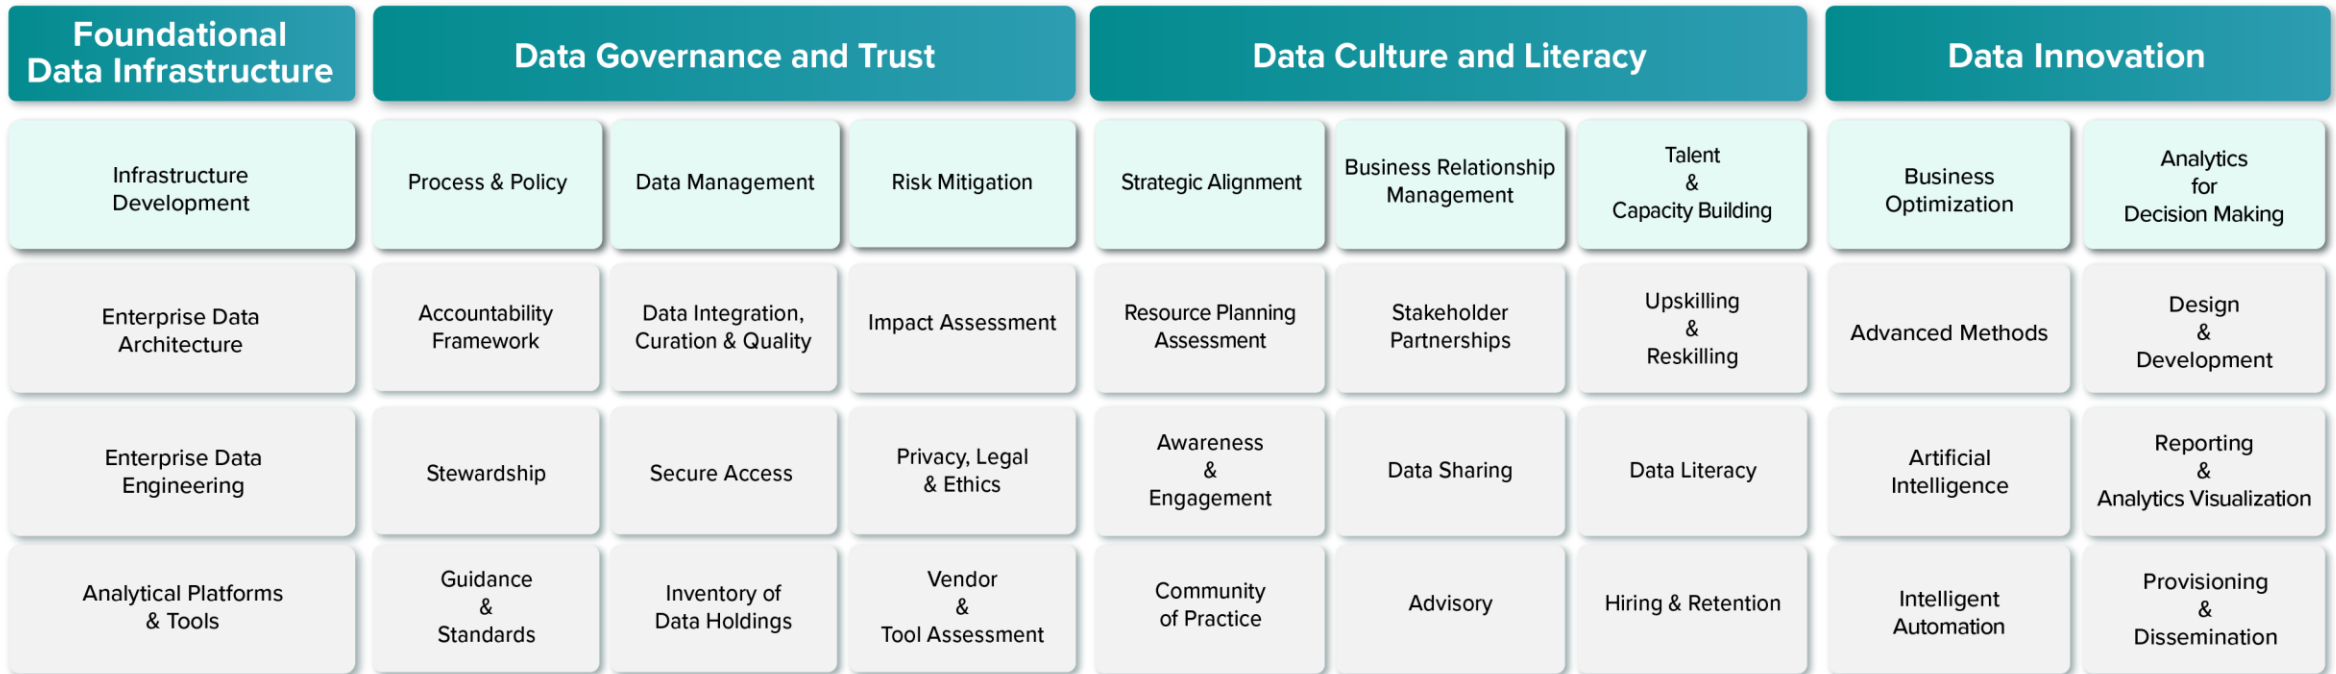 Foundational
Data Infrastructure
Data Governance and Trust
Data Culture and Literacy
Data Innovation
Infrastructure
Development
Process & Policy
Data Management
Risk Mitigation
Strategic Alignment
Business Relationship
Management
Talent
&
Capacity Building
Business
Optimization
Analytics
for
Decision Making
Enterprise Data
Architecture
Accountability
Framework
Data Integration,
Curation & Quality
Impact Assessment
Resource Planning
Assessment
Stakeholder
Partnerships
Upskilling
&
Reskilling
Advanced Methods
Design
&
Development
Enterprise Data
Engineering
Stewardship
Secure Access
Privacy, Legal
& Ethics
Awareness
&
Engagement
Data Sharing
Data Literacy
Artificial
Intelligence
Reporting
&
Analytics Visualization
Analytical Platforms
& Tools
Guidance
&
Standards
Inventory of
Data Holdings
Vendor
&
Tool Assessment
Community
of Practice
Advisory
Hiring & Retention
Intelligent
Automation
Provisioning
&
Dissemination